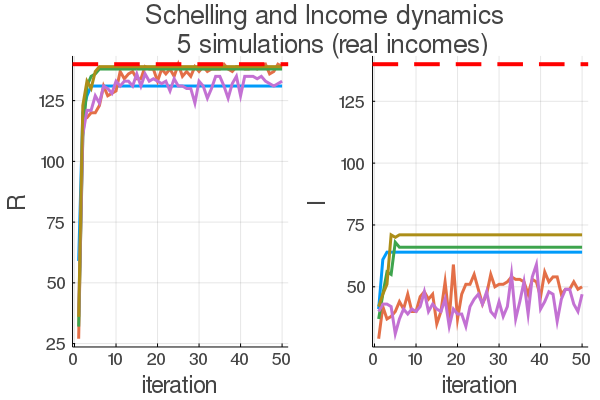 Schelling and Income dynamics
5 simulations (real incomes)
125
100
75
50
25
0 10 20 30 40 50
R
iteration
125
100
75
50
0 10 20 30 40 50
I
iteration